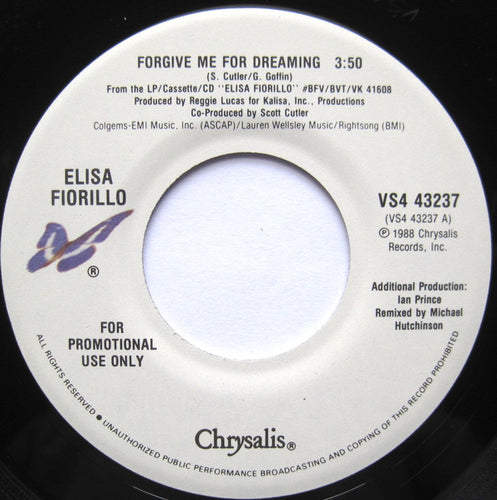 FORGIVE ME FOR DREAMING 3:50
(S. Cutler/G. Goffin)
From the LP/Cassette/CD "ELISA FIORILLO" #BFV/BVT/VK 41608
Produced by Reggie Lucas for Kalisa, Inc., Productions
Co-Produced by Scott Cutler
Colgems-EMI Music, Inc. (ASCAP)/Lauren Wellsley Music/Rightsong (BMI)
ELISA
FIORILLO
®
FOR
PROMOTIONAL
USE ONLY
VS4 43237
(VS4 43237 A)
℗ 1988 Chrysalis
Records, Inc.
Additional Production:
Ian Prince
Remixed by Michael
Hutchinson
Chrysalis®
ALL RIGHTS RESERVED ● UNAUTHORIZED PUBLIC PERFORMANCE BROADCASTING AND COPYING OF THIS RECORD PROHIBITED